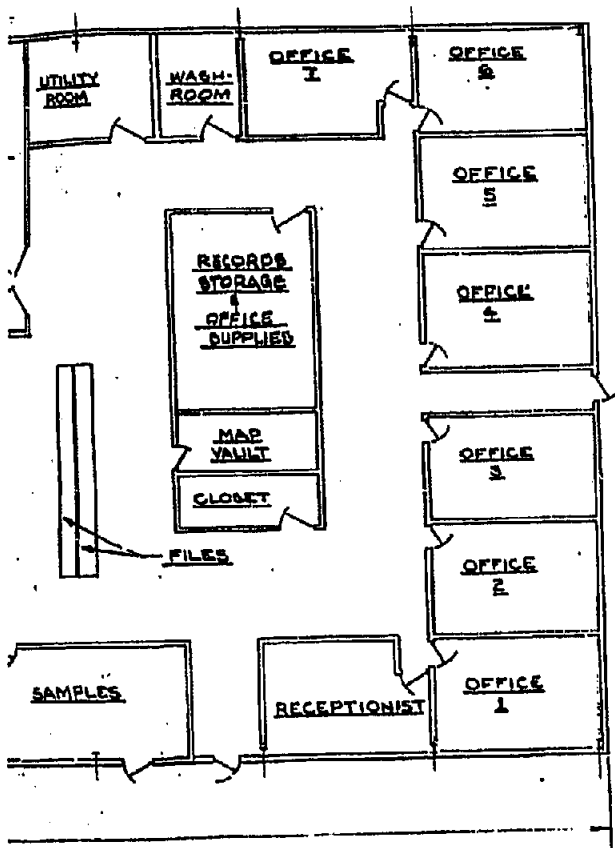 UTILITY
ROOM
WASH-
ROOM
OFFICE
7
OFFICE
6
OFFICE
5
OFFICE
4
RECORDS
STORAGE
&
OFFICE
SUPPLIES
MAP
VAULT
CLOSET
OFFICE
3
OFFICE
2
FILES
SAMPLES
RECEPTIONIST
OFFICE
1